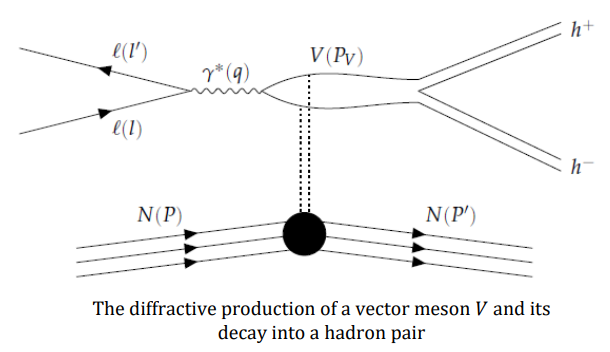 ℓ(l′)
γ*(q)
V(P_V)
h⁺
ℓ(l)
h⁻
N(P)
N(P′)
The diffractive production of a vector meson V and its
decay into a hadron pair